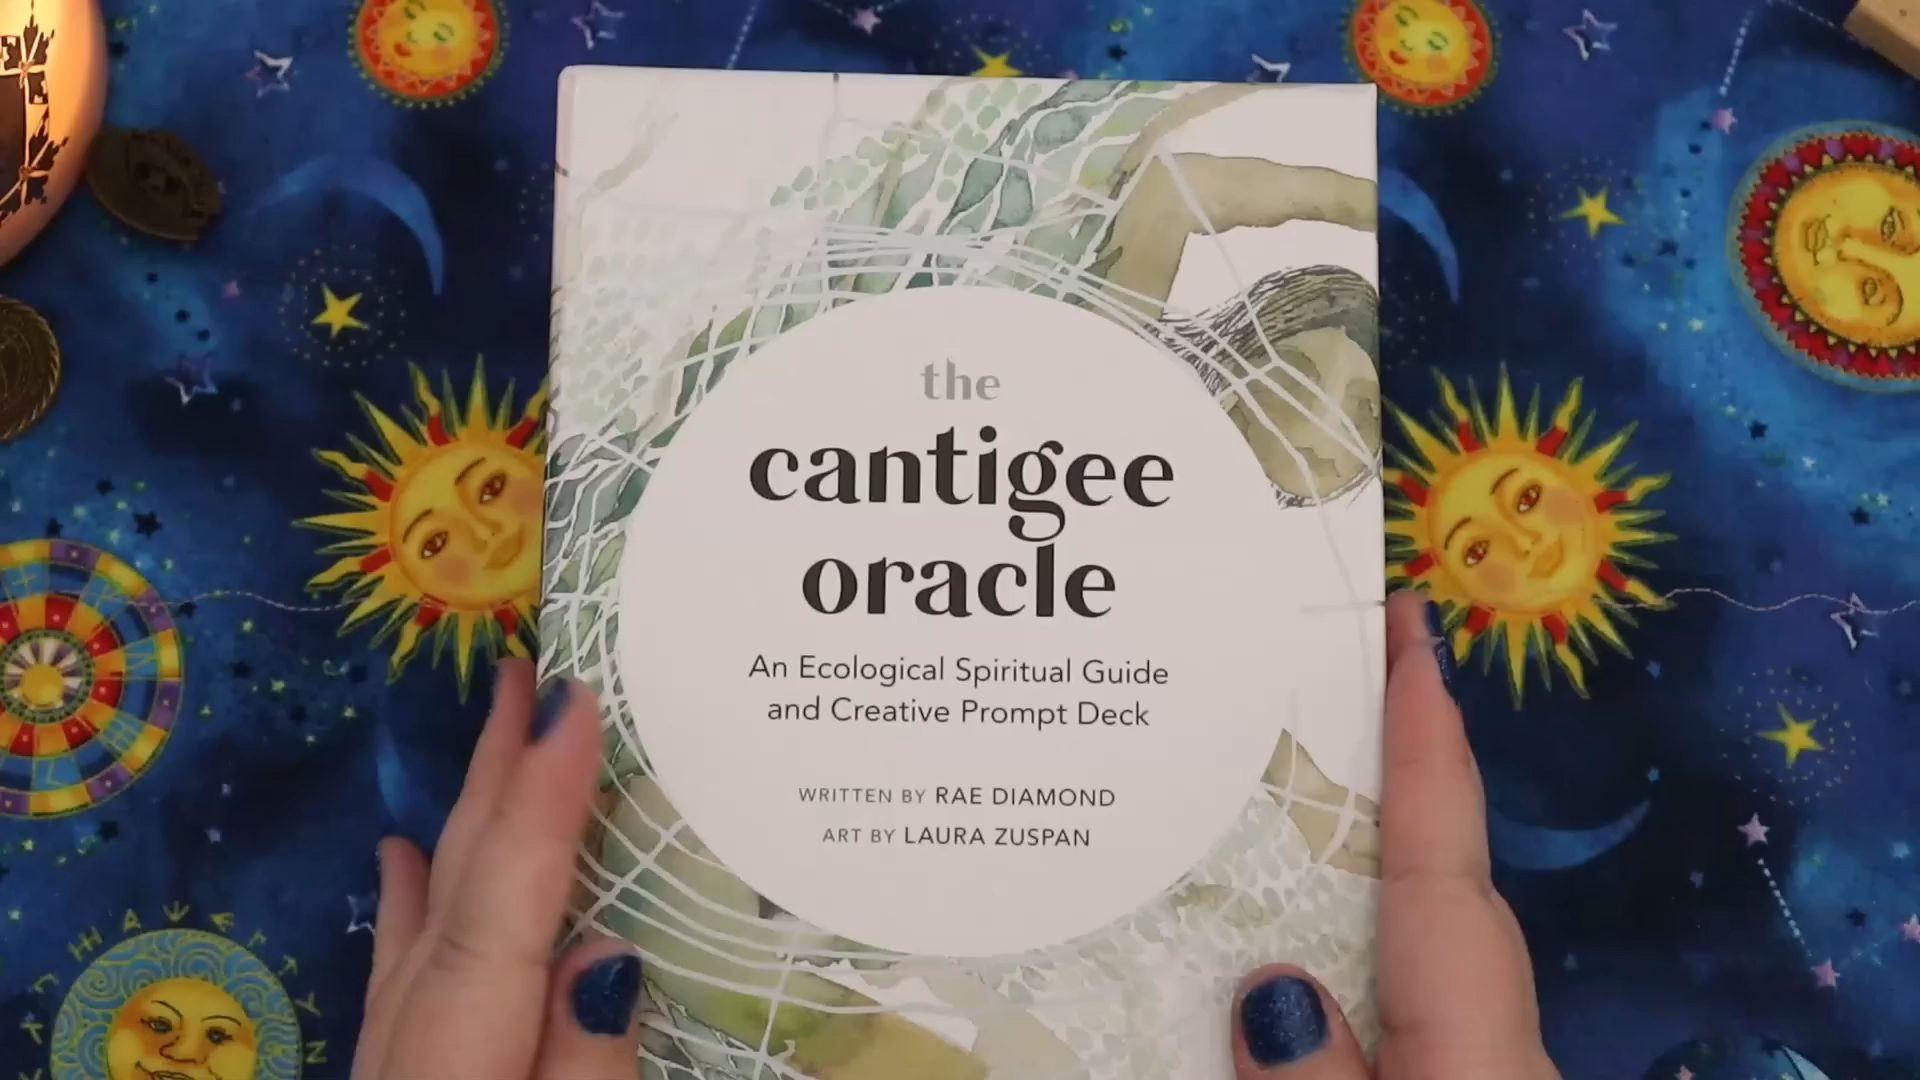 the
cantigee
oracle
An Ecological Spiritual Guide
and Creative Prompt Deck
WRITTEN BY RAE DIAMOND
ART BY LAURA ZUSPAN